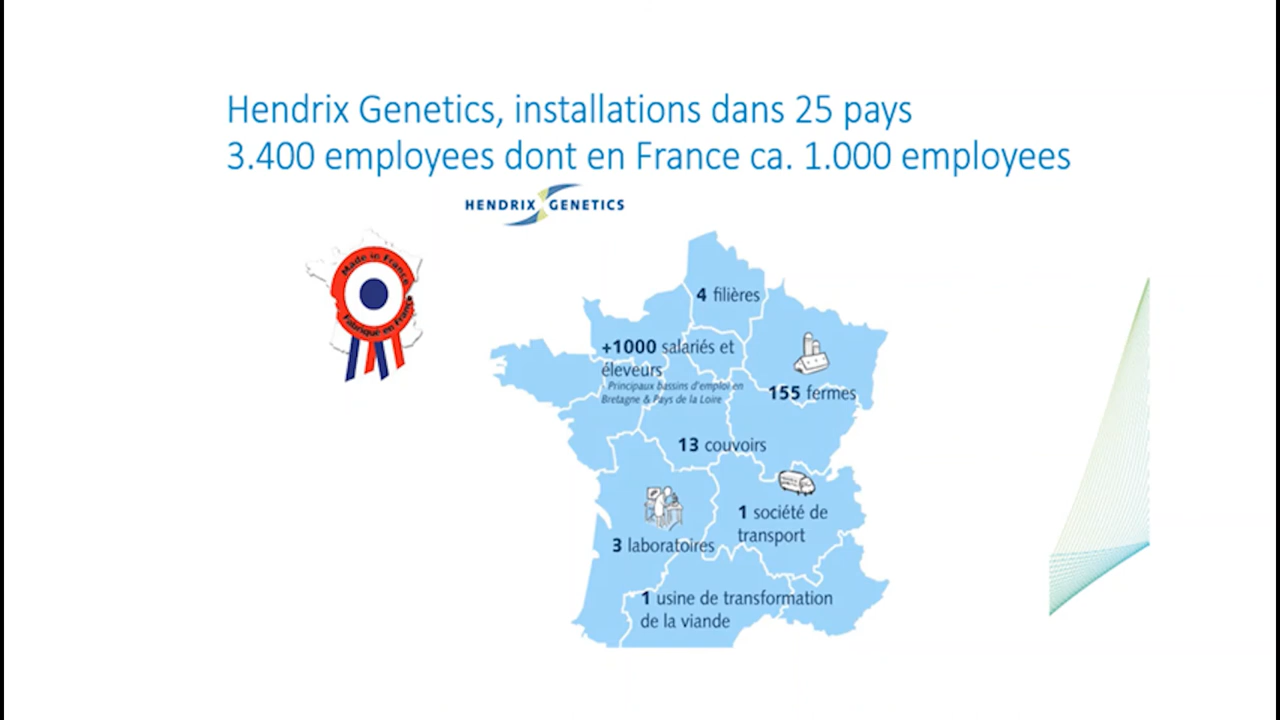 Hendrix Genetics, installations dans 25 pays
3.400 employees dont en France ca. 1.000 employees
HENDRIX GENETICS
Made in France
Fabriqué en France
4 filières
+1000 salariés et
éleveurs
- Principaux bassins d'emploi en
Bretagne & Pays de la Loire
155 fermes
13 couvoirs
1 société de
transport
3 laboratoires
1 usine de transformation
de la viande